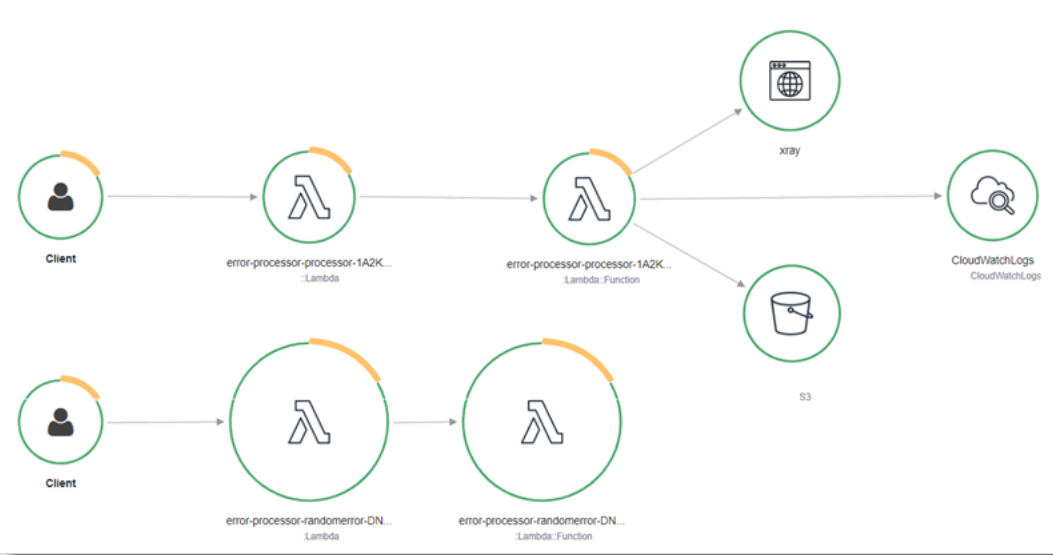 xray
Client
error-processor-processor-1A2K...
::Lambda
error-processor-processor-1A2K...
:Lambda::Function
CloudWatchLogs
CloudWatchLogs
S3
Client
error-processor-randomerror-DN...
:Lambda
error-processor-randomerror-DN...
:Lambda::Function